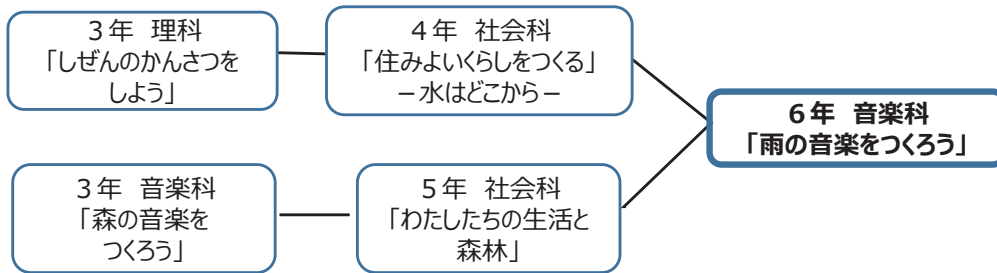 3年 理科
「しぜんのかんさつを
しよう」
4年 社会科
「住みよいくらしをつくる」
－水はどこから－
6年 音楽科
「雨の音楽をつくろう」
3年 音楽科
「森の音楽を
つくろう」
5年 社会科
「わたしたちの生活と
森林」